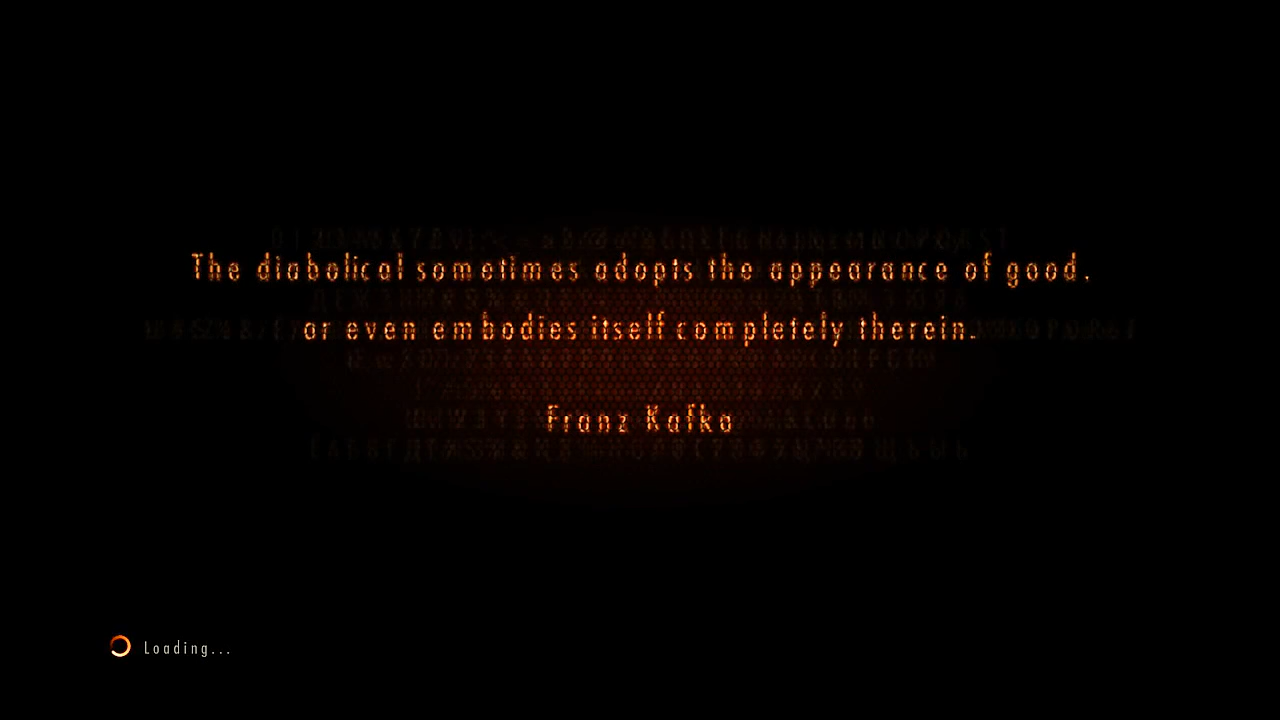 The diabolical sometimes adopts the appearance of good.
or even embodies itself completely therein.
Franz Kafka
Loading...